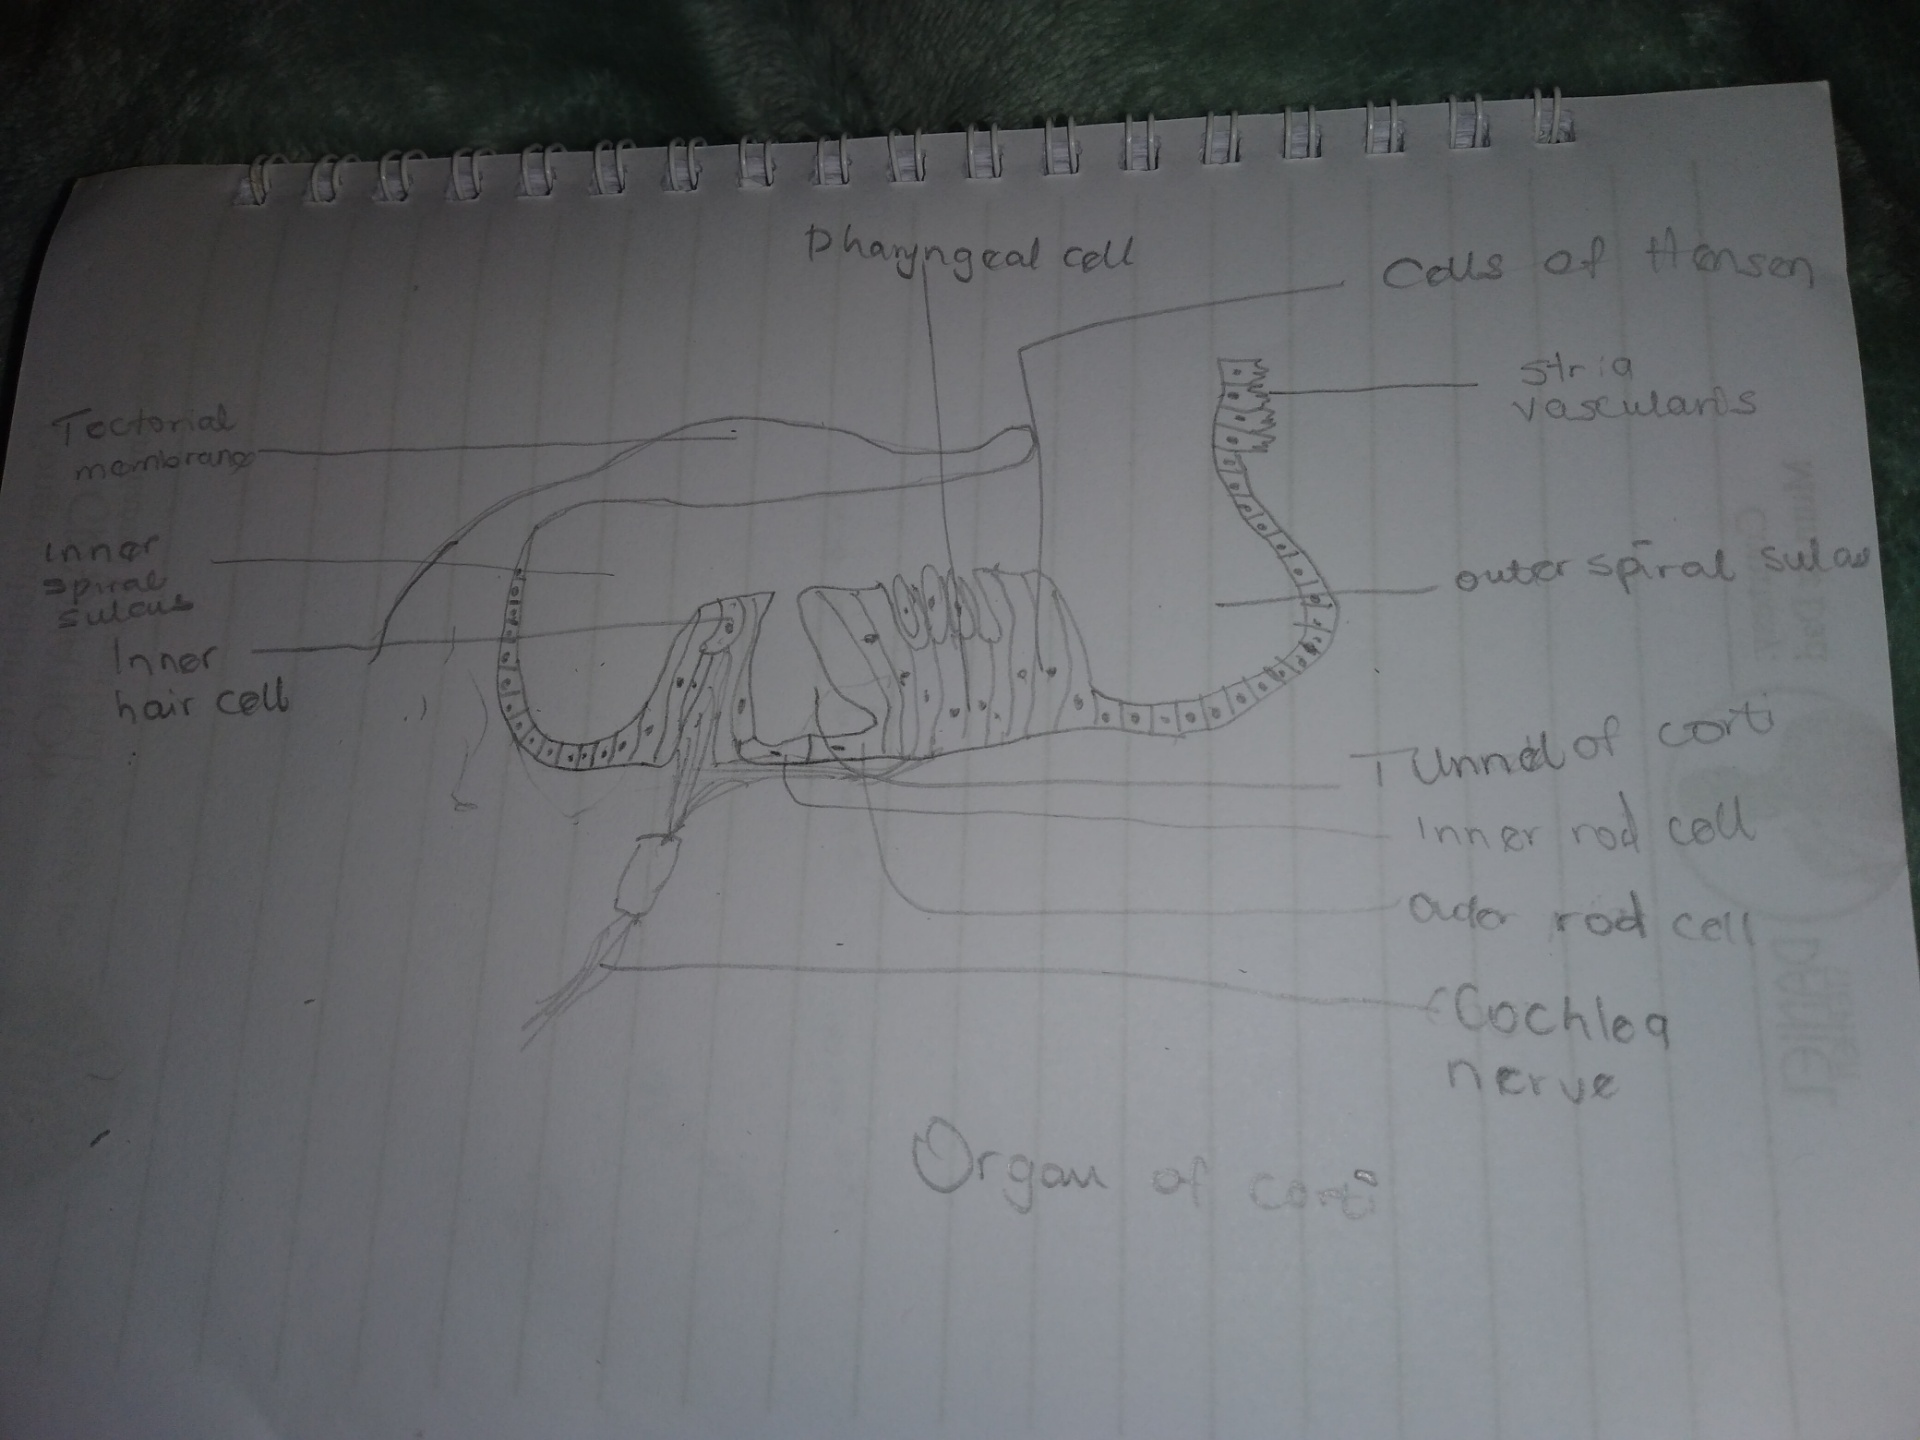 Pharyngeal cell
Cells of Hensen
stria
vascularis
Tectorial
membrane
Inner
spiral
sulcus
outer spiral sulcus
Inner
hair cell
Tunnel of corti
Inner rod cell
outer rod cell
Cochlea
nerve
Organ of corti